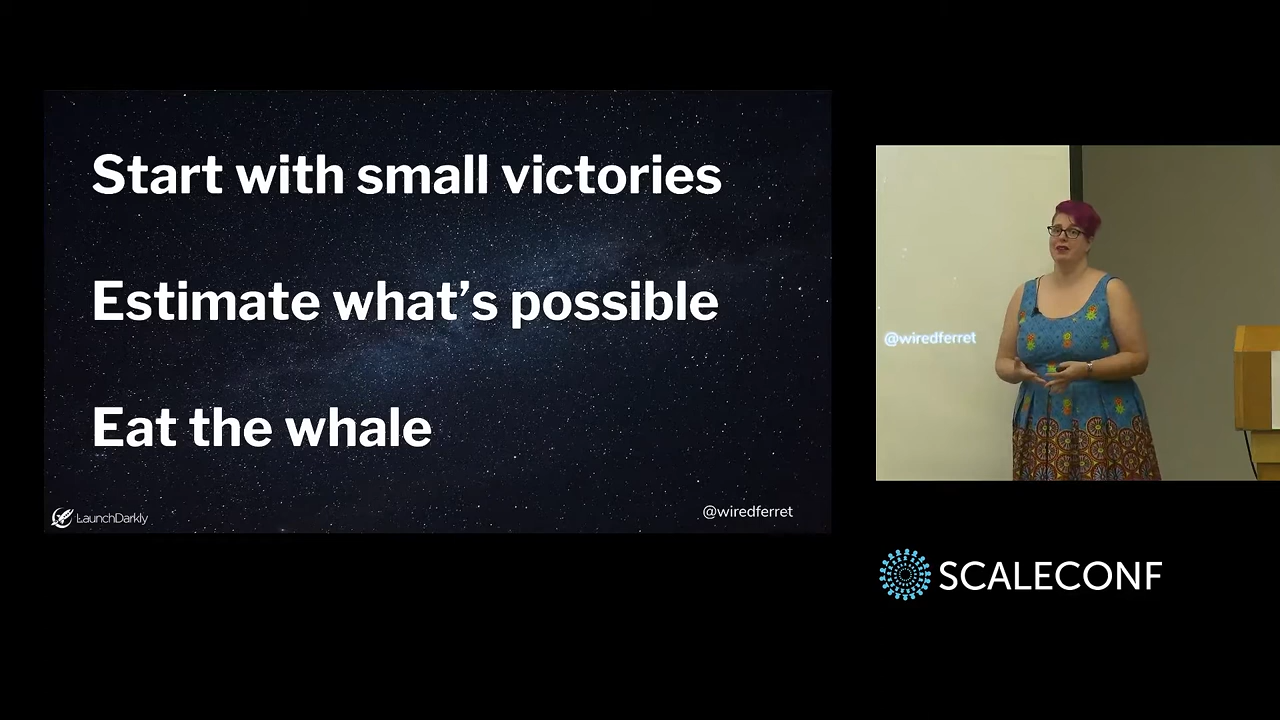 Start with small victories
Estimate what's possible
Eat the whale
LaunchDarkly
@wiredferret
@wiredferret
SCALECONF